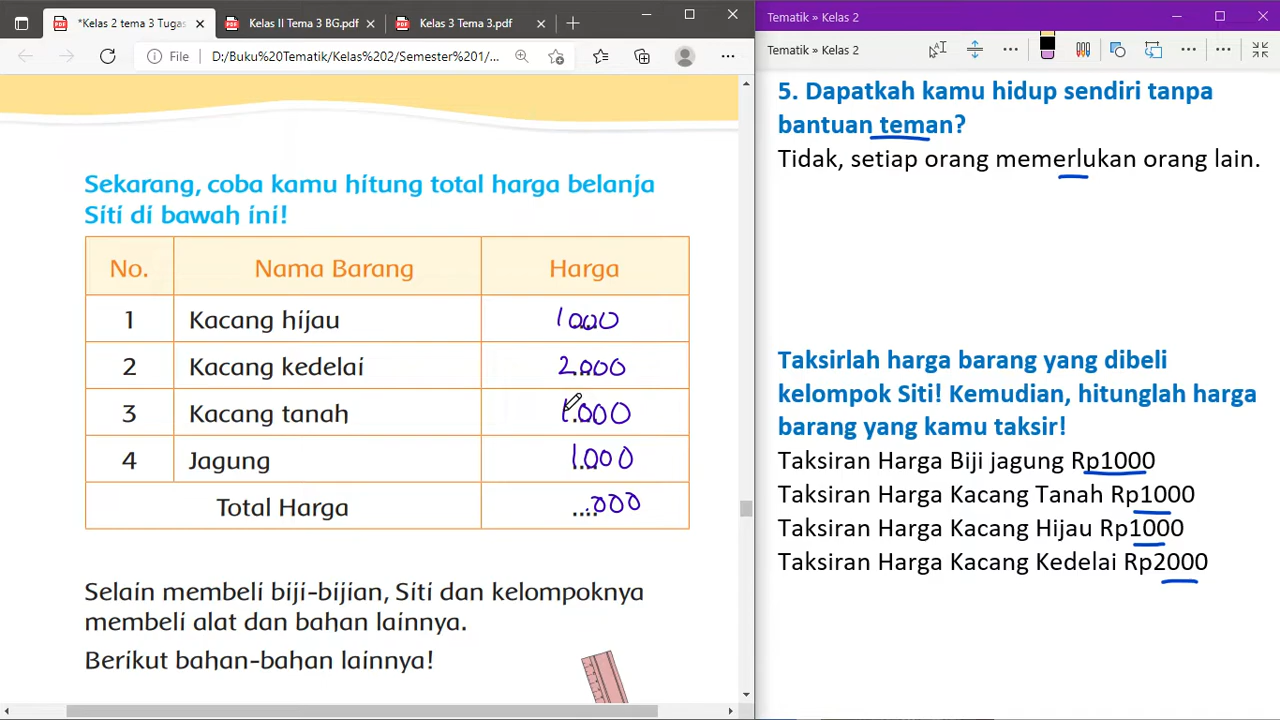 *Kelas 2 tema 3 Tugas
Kelas II Tema 3 BG.pdf
Kelas 3 Tema 3.pdf
File
D:/Buku%20Tematik/Kelas%202/Semester%201/...
Sekarang, coba kamu hitung total harga belanja
Siti di bawah ini!
No. Nama Barang Harga
1 Kacang hijau 1000
2 Kacang kedelai 2.000
3 Kacang tanah 1.000
4 Jagung 1.000
Total Harga ....000
Selain membeli biji-bijian, Siti dan kelompoknya
membeli alat dan bahan lainnya.
Berikut bahan-bahan lainnya!
Tematik » Kelas 2
Tematik » Kelas 2
5. Dapatkah kamu hidup sendiri tanpa
bantuan teman?
Tidak, setiap orang memerlukan orang lain.
Taksirlah harga barang yang dibeli
kelompok Siti! Kemudian, hitunglah harga
barang yang kamu taksir!
Taksiran Harga Biji jagung Rp1000
Taksiran Harga Kacang Tanah Rp1000
Taksiran Harga Kacang Hijau Rp1000
Taksiran Harga Kacang Kedelai Rp2000